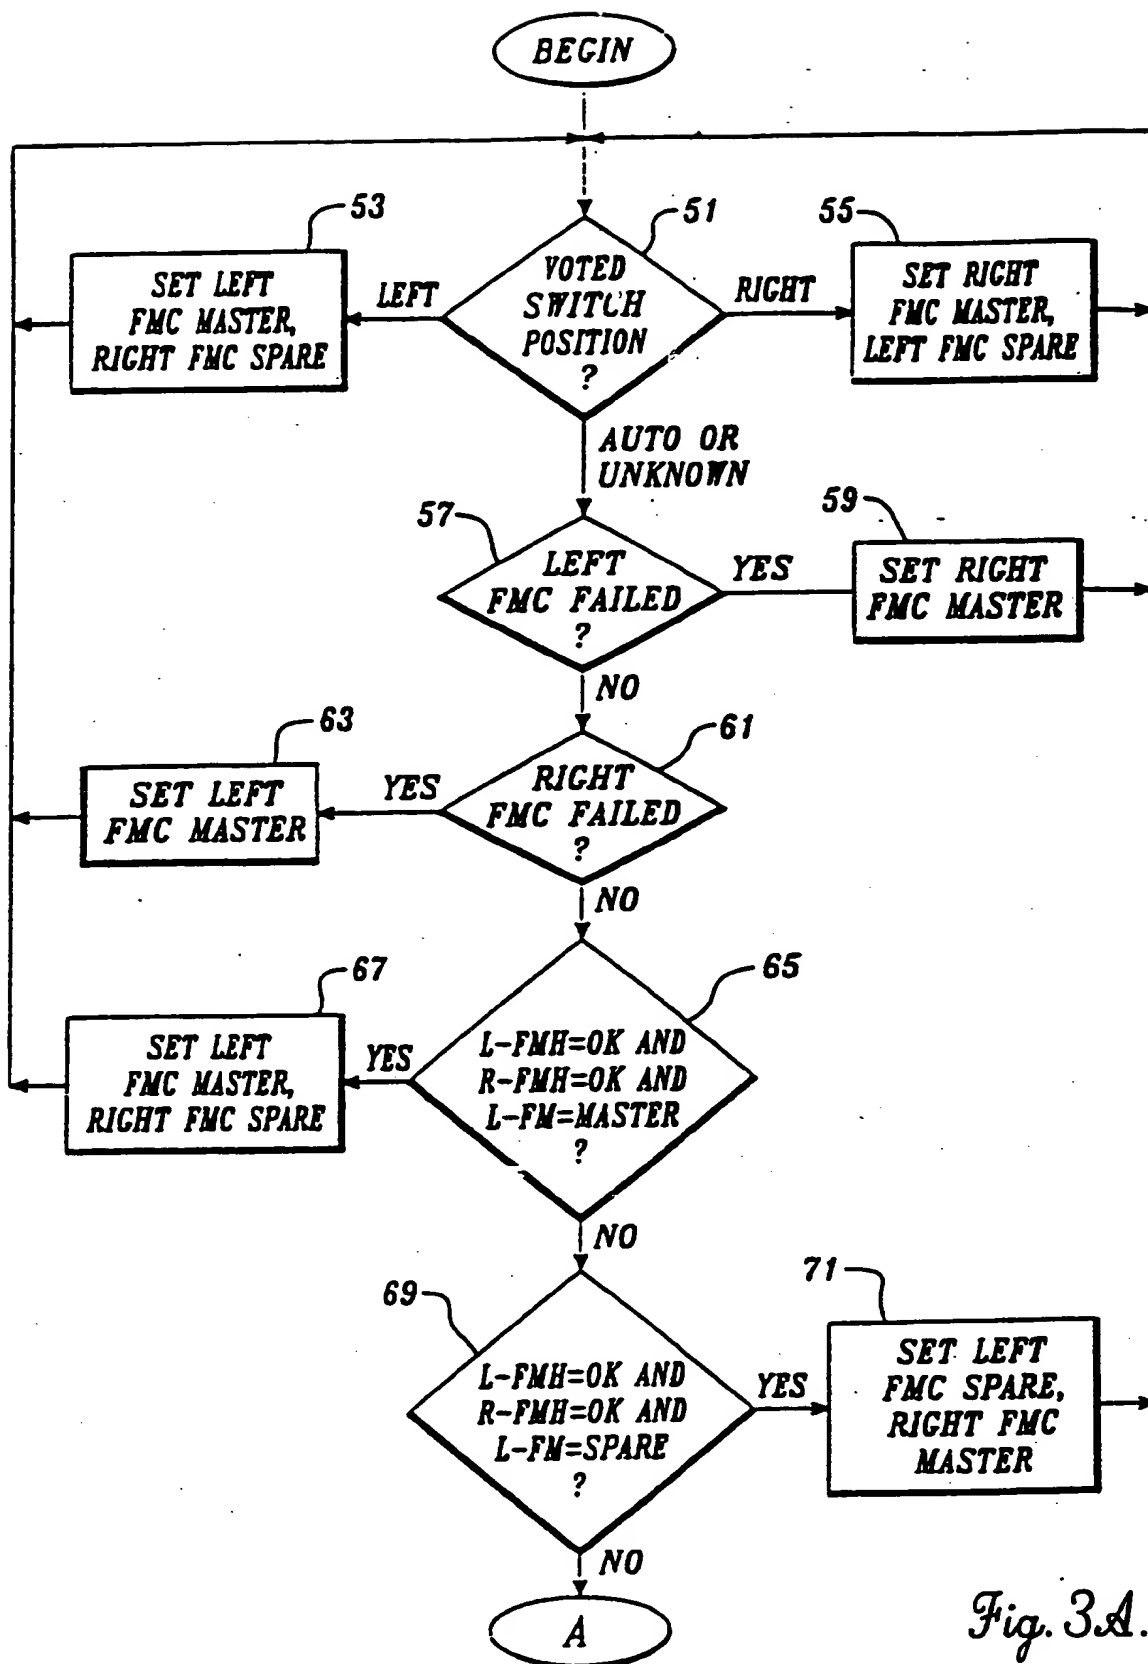 BEGIN
53
51
55
SET LEFT
FMC MASTER,
RIGHT FMC SPARE
LEFT
VOTED
SWITCH
POSITION
?
RIGHT
SET RIGHT
FMC MASTER,
LEFT FMC SPARE
AUTO OR
UNKNOWN
57
59
LEFT
FMC FAILED
?
YES
SET RIGHT
FMC MASTER
NO
63
61
SET LEFT
FMC MASTER
YES
RIGHT
FMC FAILED
?
NO
67
65
SET LEFT
FMC MASTER,
RIGHT FMC SPARE
YES
L-FMH=OK AND
R-FMH=OK AND
L-FM=MASTER
?
NO
69
71
L-FMH=OK AND
R-FMH=OK AND
L-FM=SPARE
?
YES
SET LEFT
FMC SPARE,
RIGHT FMC
MASTER
NO
A
Fig. 3A.